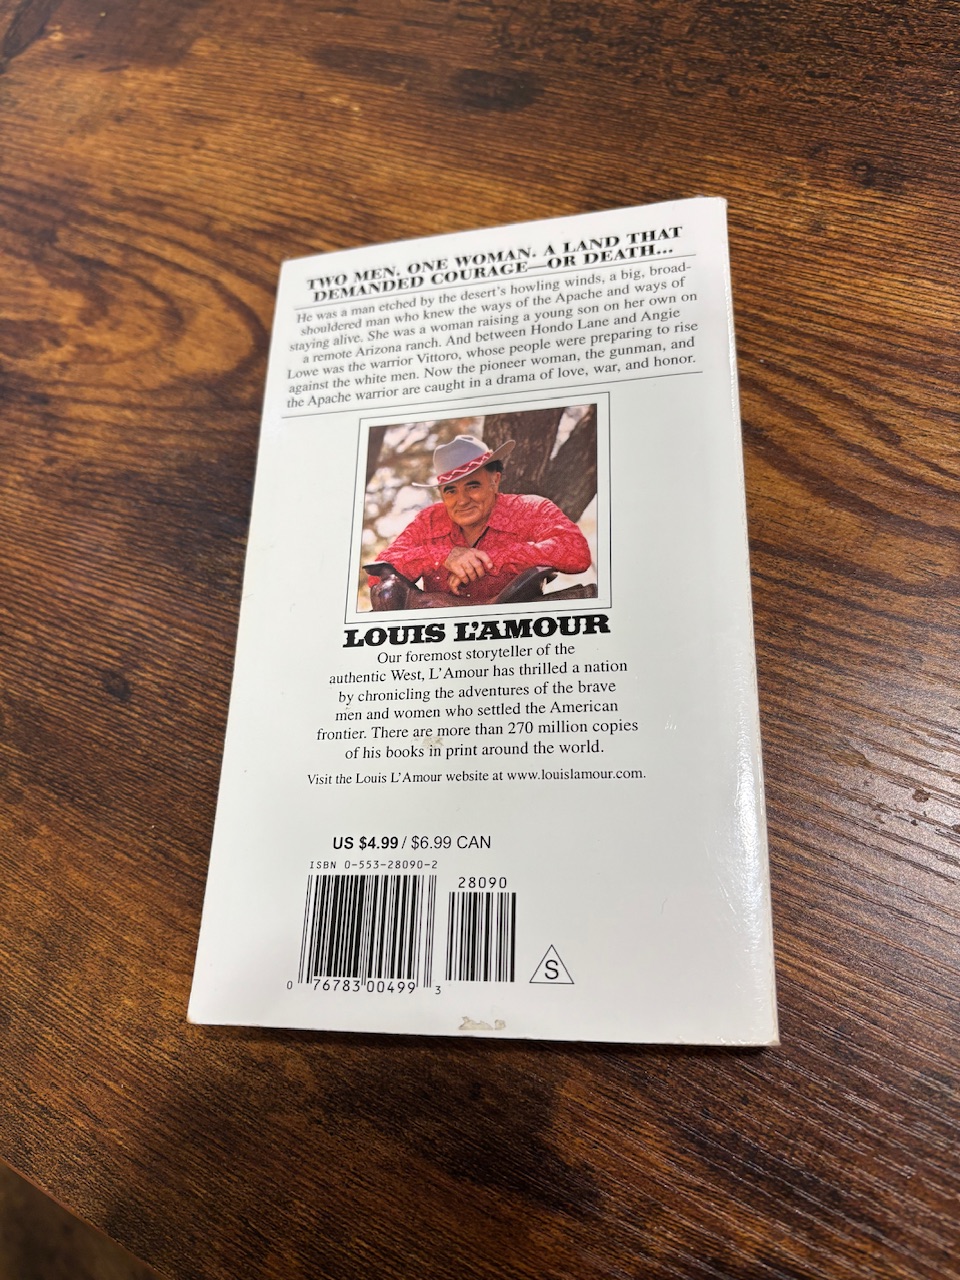 TWO MEN. ONE WOMAN. A LAND THAT
DEMANDED COURAGE—OR DEATH...
He was a man etched by the desert's howling winds, a big, broad-
shouldered man who knew the ways of the Apache and ways of
staying alive. She was a woman raising a young son on her own on
a remote Arizona ranch. And between Hondo Lane and Angie
Lowe was the warrior Vittoro, whose people were preparing to rise
against the white men. Now the pioneer woman, the gunman, and
the Apache warrior are caught in a drama of love, war, and honor.
LOUIS L'AMOUR
Our foremost storyteller of the
authentic West, L'Amour has thrilled a nation
by chronicling the adventures of the brave
men and women who settled the American
frontier. There are more than 270 million copies
of his books in print around the world.
Visit the Louis L'Amour website at www.louislamour.com.
US $4.99 / $6.99 CAN
ISBN 0-553-28090-2
28090
0 76783 00499 3
S